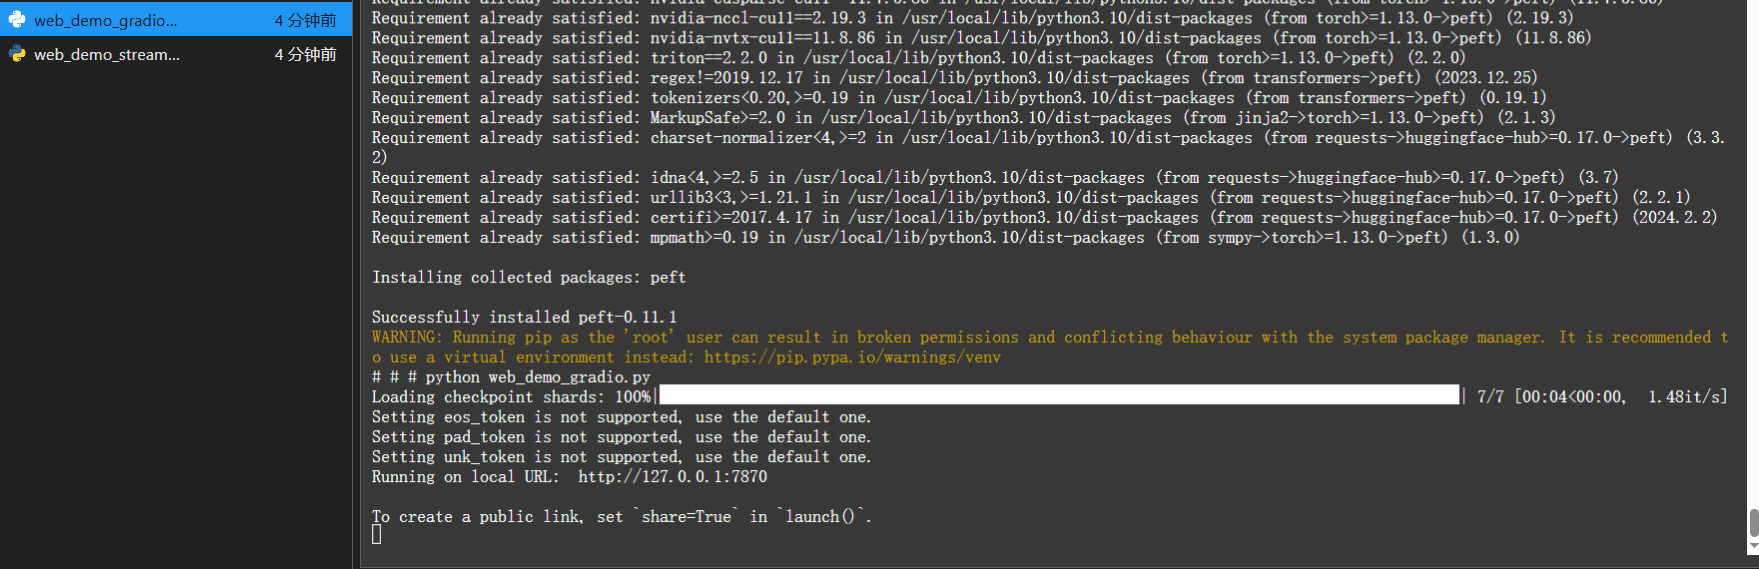 web_demo_gradio... 4 分钟前
web_demo_stream... 4 分钟前
Requirement already satisfied: nvidia-nccl-cu11==2.19.3 in /usr/local/lib/python3.10/dist-packages (from torch>=1.13.0->peft) (2.19.3)
Requirement already satisfied: nvidia-nvtx-cu11==11.8.86 in /usr/local/lib/python3.10/dist-packages (from torch>=1.13.0->peft) (11.8.86)
Requirement already satisfied: triton==2.2.0 in /usr/local/lib/python3.10/dist-packages (from torch>=1.13.0->peft) (2.2.0)
Requirement already satisfied: regex!=2019.12.17 in /usr/local/lib/python3.10/dist-packages (from transformers->peft) (2023.12.25)
Requirement already satisfied: tokenizers<0.20,>=0.19 in /usr/local/lib/python3.10/dist-packages (from transformers->peft) (0.19.1)
Requirement already satisfied: MarkupSafe>=2.0 in /usr/local/lib/python3.10/dist-packages (from jinja2->torch>=1.13.0->peft) (2.1.3)
Requirement already satisfied: charset-normalizer<4,>=2 in /usr/local/lib/python3.10/dist-packages (from requests->huggingface-hub>=0.17.0->peft) (3.3.
2)
Requirement already satisfied: idna<4,>=2.5 in /usr/local/lib/python3.10/dist-packages (from requests->huggingface-hub>=0.17.0->peft) (3.7)
Requirement already satisfied: urllib3<3,>=1.21.1 in /usr/local/lib/python3.10/dist-packages (from requests->huggingface-hub>=0.17.0->peft) (2.2.1)
Requirement already satisfied: certifi>=2017.4.17 in /usr/local/lib/python3.10/dist-packages (from requests->huggingface-hub>=0.17.0->peft) (2024.2.2)
Requirement already satisfied: mpmath>=0.19 in /usr/local/lib/python3.10/dist-packages (from sympy->torch>=1.13.0->peft) (1.3.0)
Installing collected packages: peft
Successfully installed peft-0.11.1
WARNING: Running pip as the 'root' user can result in broken permissions and conflicting behaviour with the system package manager. It is recommended t
o use a virtual environment instead: https://pip.pypa.io/warnings/venv
# # # python web_demo_gradio.py
Loading checkpoint shards: 100%| | 7/7 [00:04<00:00, 1.48it/s]
Setting eos_token is not supported, use the default one.
Setting pad_token is not supported, use the default one.
Setting unk_token is not supported, use the default one.
Running on local URL: http://127.0.0.1:7870
To create a public link, set `share=True` in `launch()`.